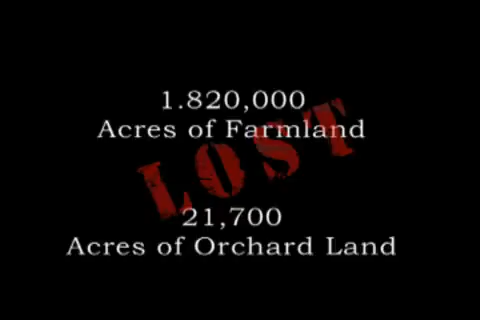 1.820,000
Acres of Farmland
LOST
21,700
Acres of Orchard Land